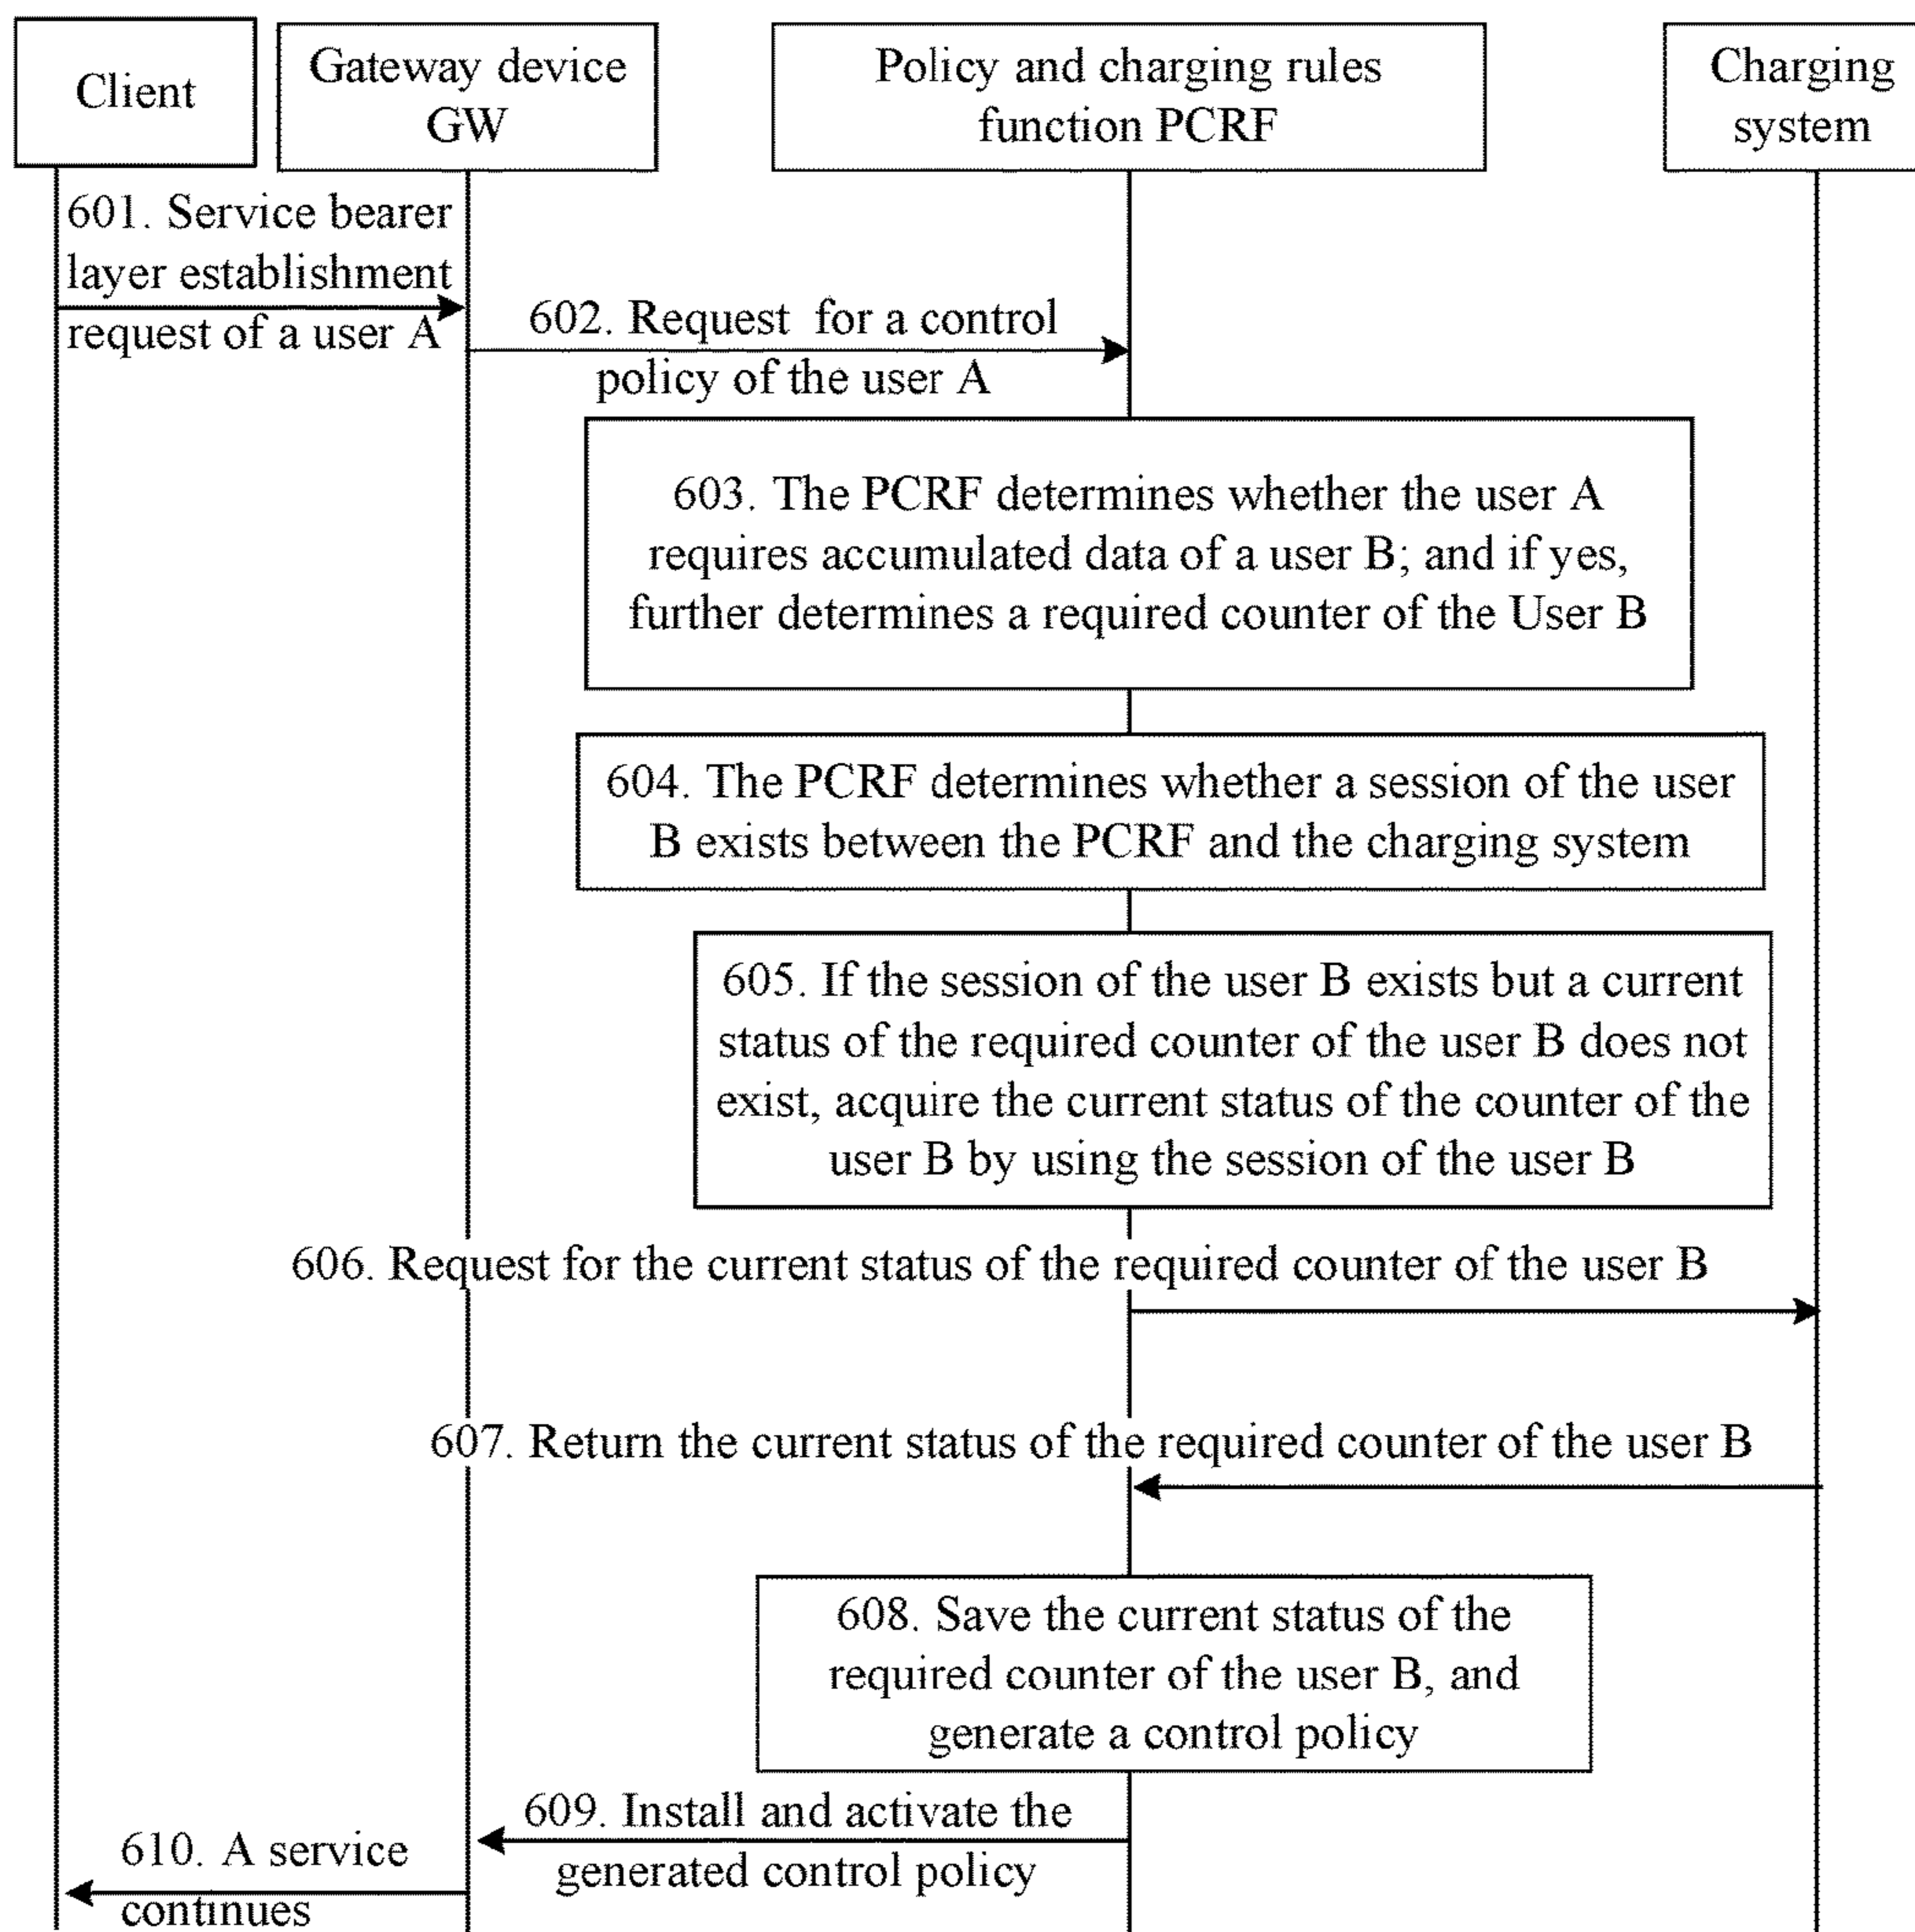 Client
Gateway device
GW
Policy and charging rules
function PCRF
Charging
system
601. Service bearer
layer establishment
request of a user A
602. Request for a control
policy of the user A
603. The PCRF determines whether the user A
requires accumulated data of a user B; and if yes,
further determines a required counter of the User B
604. The PCRF determines whether a session of the user
B exists between the PCRF and the charging system
605. If the session of the user B exists but a current
status of the required counter of the user B does not
exist, acquire the current status of the counter of the
user B by using the session of the user B
606. Request for the current status of the required counter of the user B
607. Return the current status of the required counter of the user B
608. Save the current status of the
required counter of the user B, and
generate a control policy
609. Install and activate the
generated control policy
610. A service
continues